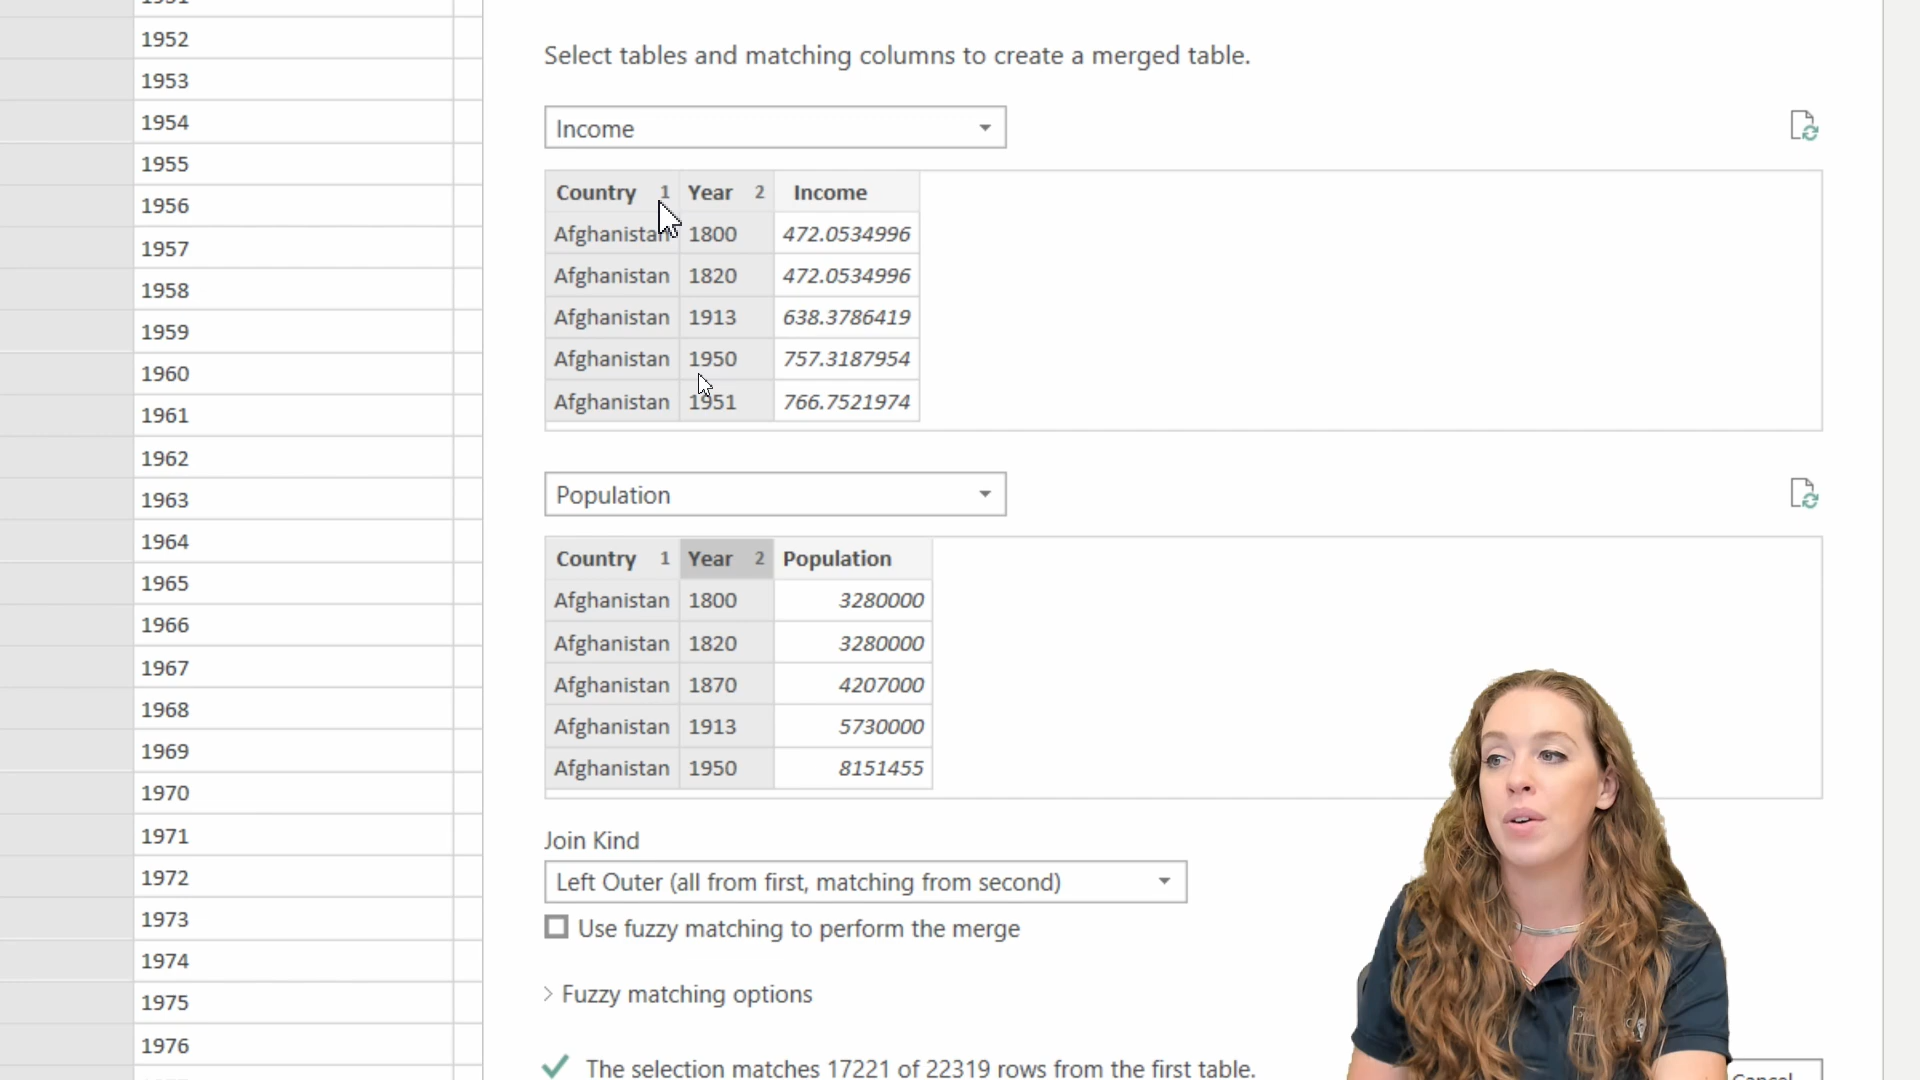 1952
1953
1954
1955
1956
1957
1958
1959
1960
1961
1962
1963
1964
1965
1966
1967
1968
1969
1970
1971
1972
1973
1974
1975
1976
Select tables and matching columns to create a merged table.
Income
Country 1 Year 2 Income
Afghanistan 1800 472.0534996
Afghanistan 1820 472.0534996
Afghanistan 1913 638.3786419
Afghanistan 1950 757.3187954
Afghanistan 1951 766.7521974
Population
Country 1 Year 2 Population
Afghanistan 1800 3280000
Afghanistan 1820 3280000
Afghanistan 1870 4207000
Afghanistan 1913 5730000
Afghanistan 1950 8151455
Join Kind
Left Outer (all from first, matching from second)
Use fuzzy matching to perform the merge
Fuzzy matching options
The selection matches 17221 of 22319 rows from the first table.
Cancel